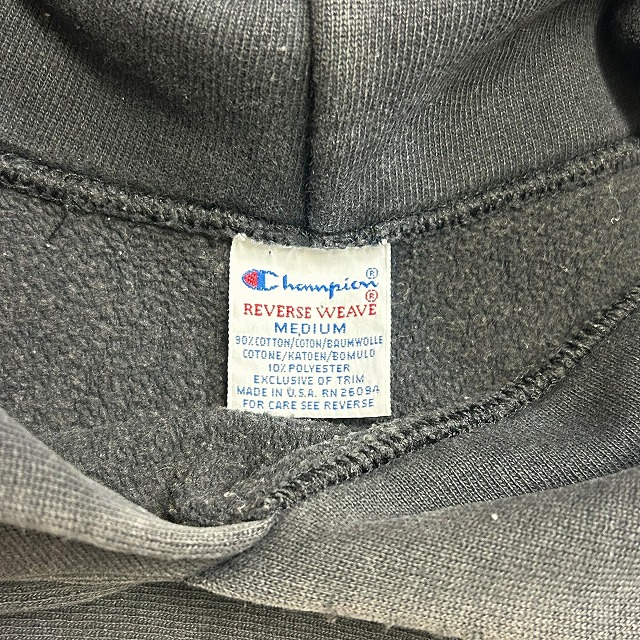 Champion®
®
REVERSE WEAVE
MEDIUM
90% COTTON/COTON/BAUMWOLLE
COTONE/KATOEN/BOMULD
10% POLYESTER
EXCLUSIVE OF TRIM
MADE IN U.S.A. RN 26094
FOR CARE SEE REVERSE